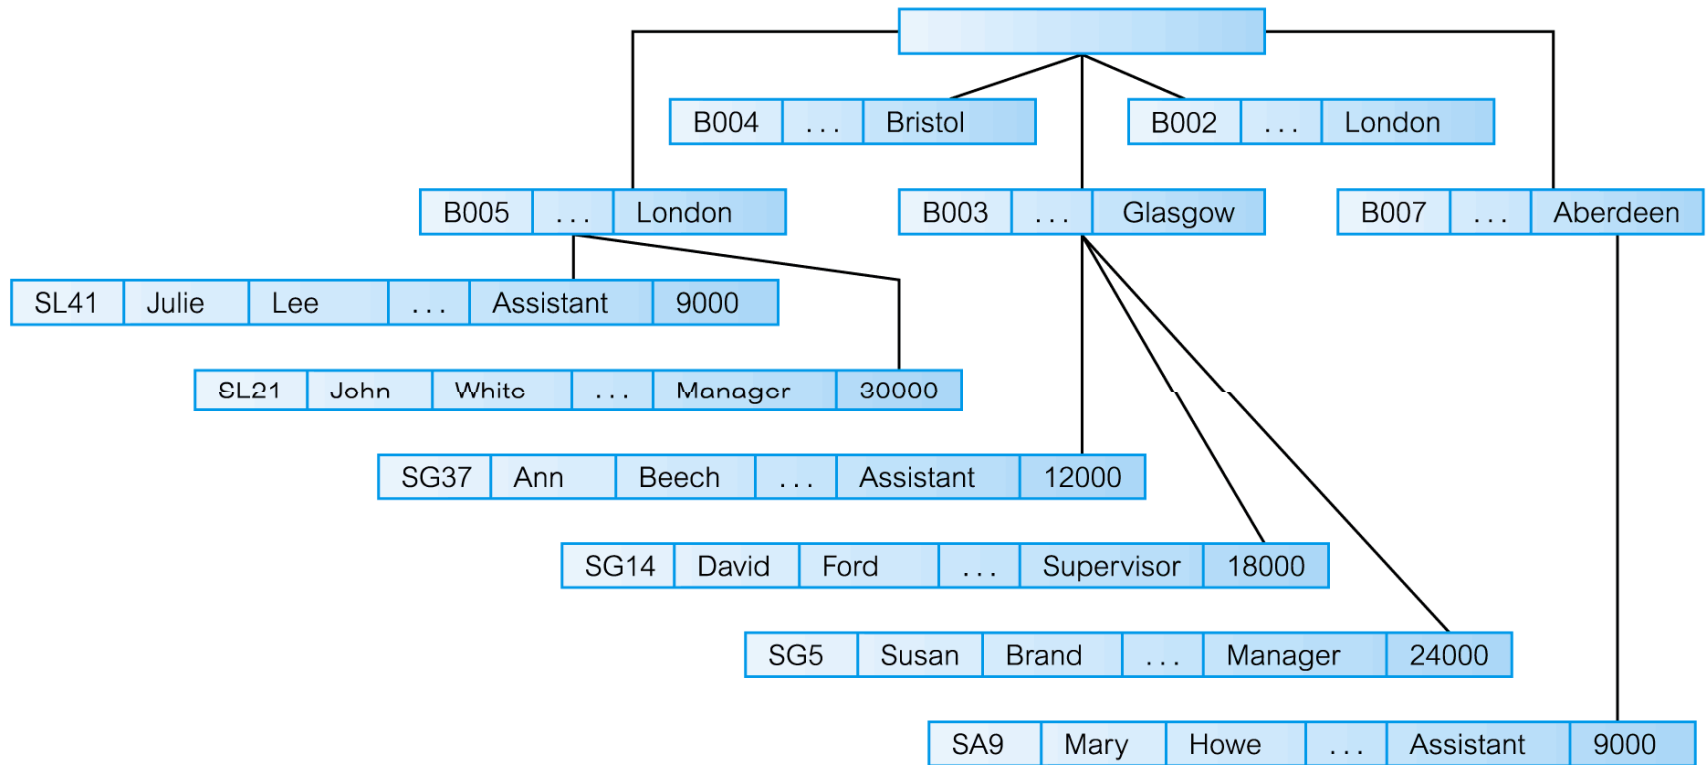 B004 ... Bristol
B002 ... London
B005 ... London
B003 ... Glasgow
B007 ... Aberdeen
SL41 Julie Lee ... Assistant 9000
SL21 John White ... Manager 30000
SG37 Ann Beech ... Assistant 12000
SG14 David Ford ... Supervisor 18000
SG5 Susan Brand ... Manager 24000
SA9 Mary Howe ... Assistant 9000